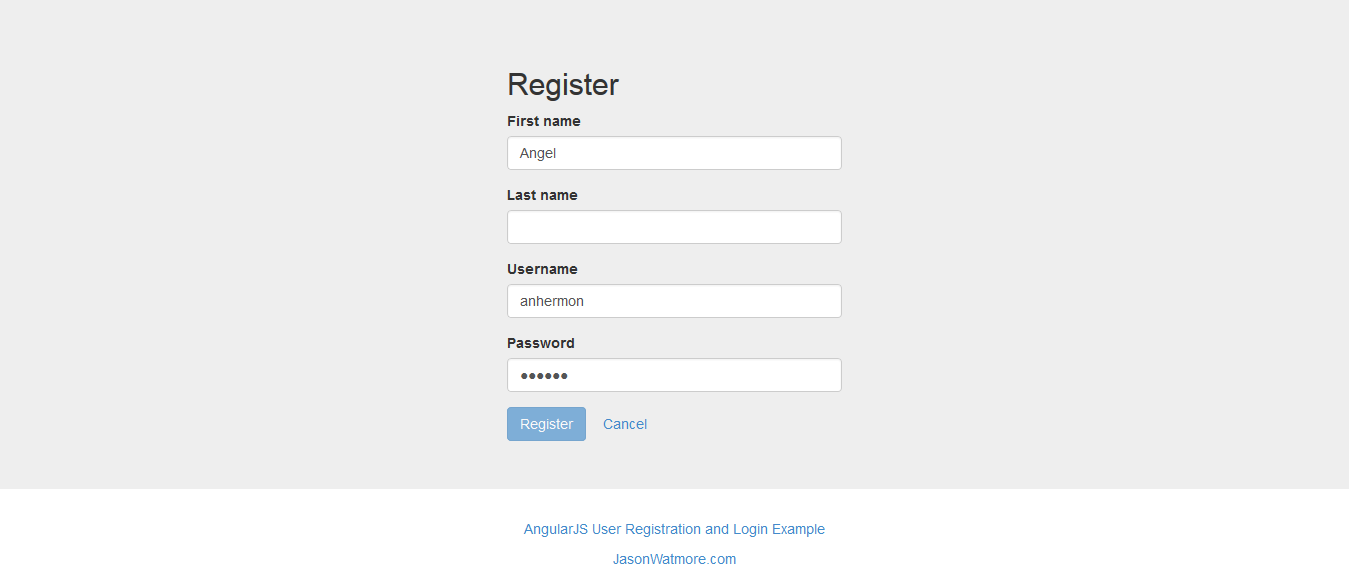 Register
First name
Angel
Last name
Username
anhermon
Password
••••••
Register Cancel
AngularJS User Registration and Login Example
JasonWatmore.com